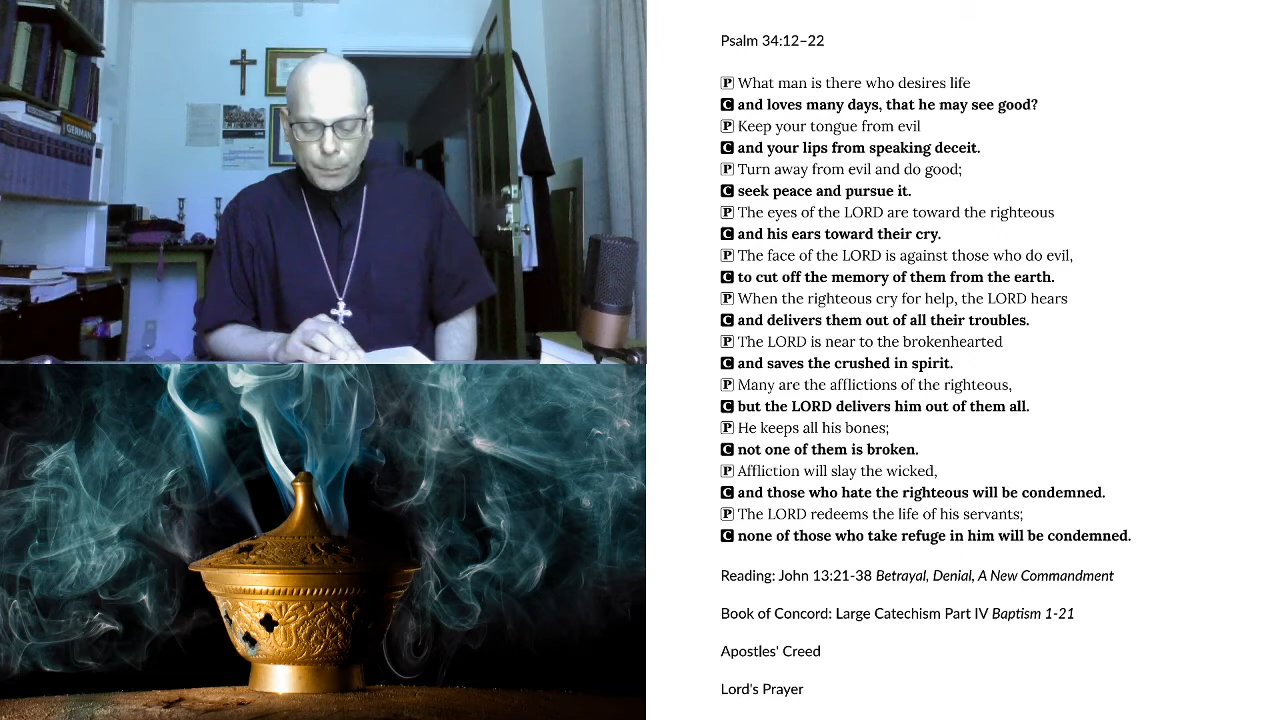 GERMAN
Psalm 34:12–22
P What man is there who desires life
C and loves many days, that he may see good?
P Keep your tongue from evil
C and your lips from speaking deceit.
P Turn away from evil and do good;
C seek peace and pursue it.
P The eyes of the LORD are toward the righteous
C and his ears toward their cry.
P The face of the LORD is against those who do evil,
C to cut off the memory of them from the earth.
P When the righteous cry for help, the LORD hears
C and delivers them out of all their troubles.
P The LORD is near to the brokenhearted
C and saves the crushed in spirit.
P Many are the afflictions of the righteous,
C but the LORD delivers him out of them all.
P He keeps all his bones;
C not one of them is broken.
P Affliction will slay the wicked,
C and those who hate the righteous will be condemned.
P The LORD redeems the life of his servants;
C none of those who take refuge in him will be condemned.
Reading: John 13:21-38 Betrayal, Denial, A New Commandment
Book of Concord: Large Catechism Part IV Baptism 1-21
Apostles' Creed
Lord's Prayer